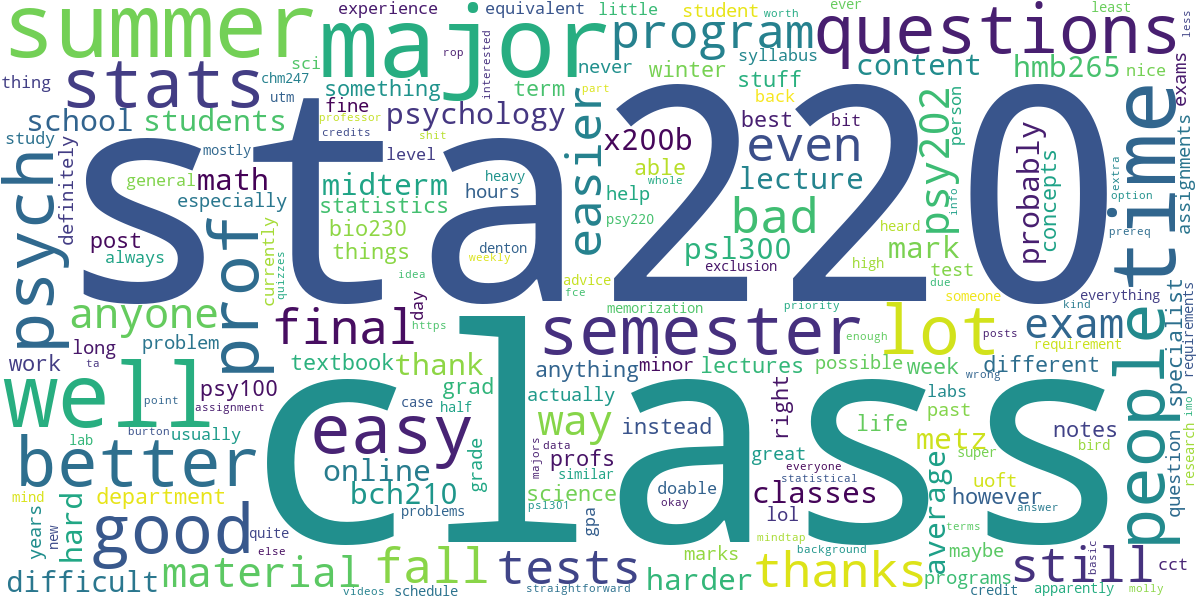 summer
experience
equivalent
little
student
worth
ever
least
less
major
program
questions
rop
interested
never
syllabus
thing
sci
chm247
utm
stats
something
term
winter
stuff
content
hmb265
nice
exams
fine
part
back
school
students
professor
psychology
easier
x200b
best
bit
even
person
psy202
study
definitely
mostly
credits
shit
level
able
whole
lecture
probably
concepts
extra
option
general
math
midterm
heavy
hours
help
especially
statistics
psy220
bad
heard
info
prereq
assignments
psych
prof
sta220
post
always
bio230
things
denton
weekly
psl300
exclusion
mark
high
test
due
time
currently
quizzes
idea
advice
fce
someone
kind
everything
anyone
day
https
memorization
priority
final
semester
enough
lot
posts
exam
requirement
requirements
specialist
people
problem
work
long
ta
textbook
thank
anything
minor
lectures
possible
week
different
wrong
well
psy100
assignment
case
grad
half
actually
labs
point
class
easy
way
instead
right
life
past
imo
research
burton
usually
lab
majors
data
metz
notes
bird
super
better
online
grade
profs
similar
great
everyone
statistical
uoft
question
mind
department
bch210
problems
science
doable
okay
classes
however
answer
years
new
hard
good
quite
psl301
gpa
lol
mindtap
average
terms
else
background
maybe
basic
difficult
material
fall
tests
marks
harder
thanks
programs
still
cct
videos
schedule
straightforward
credit
apparently
molly